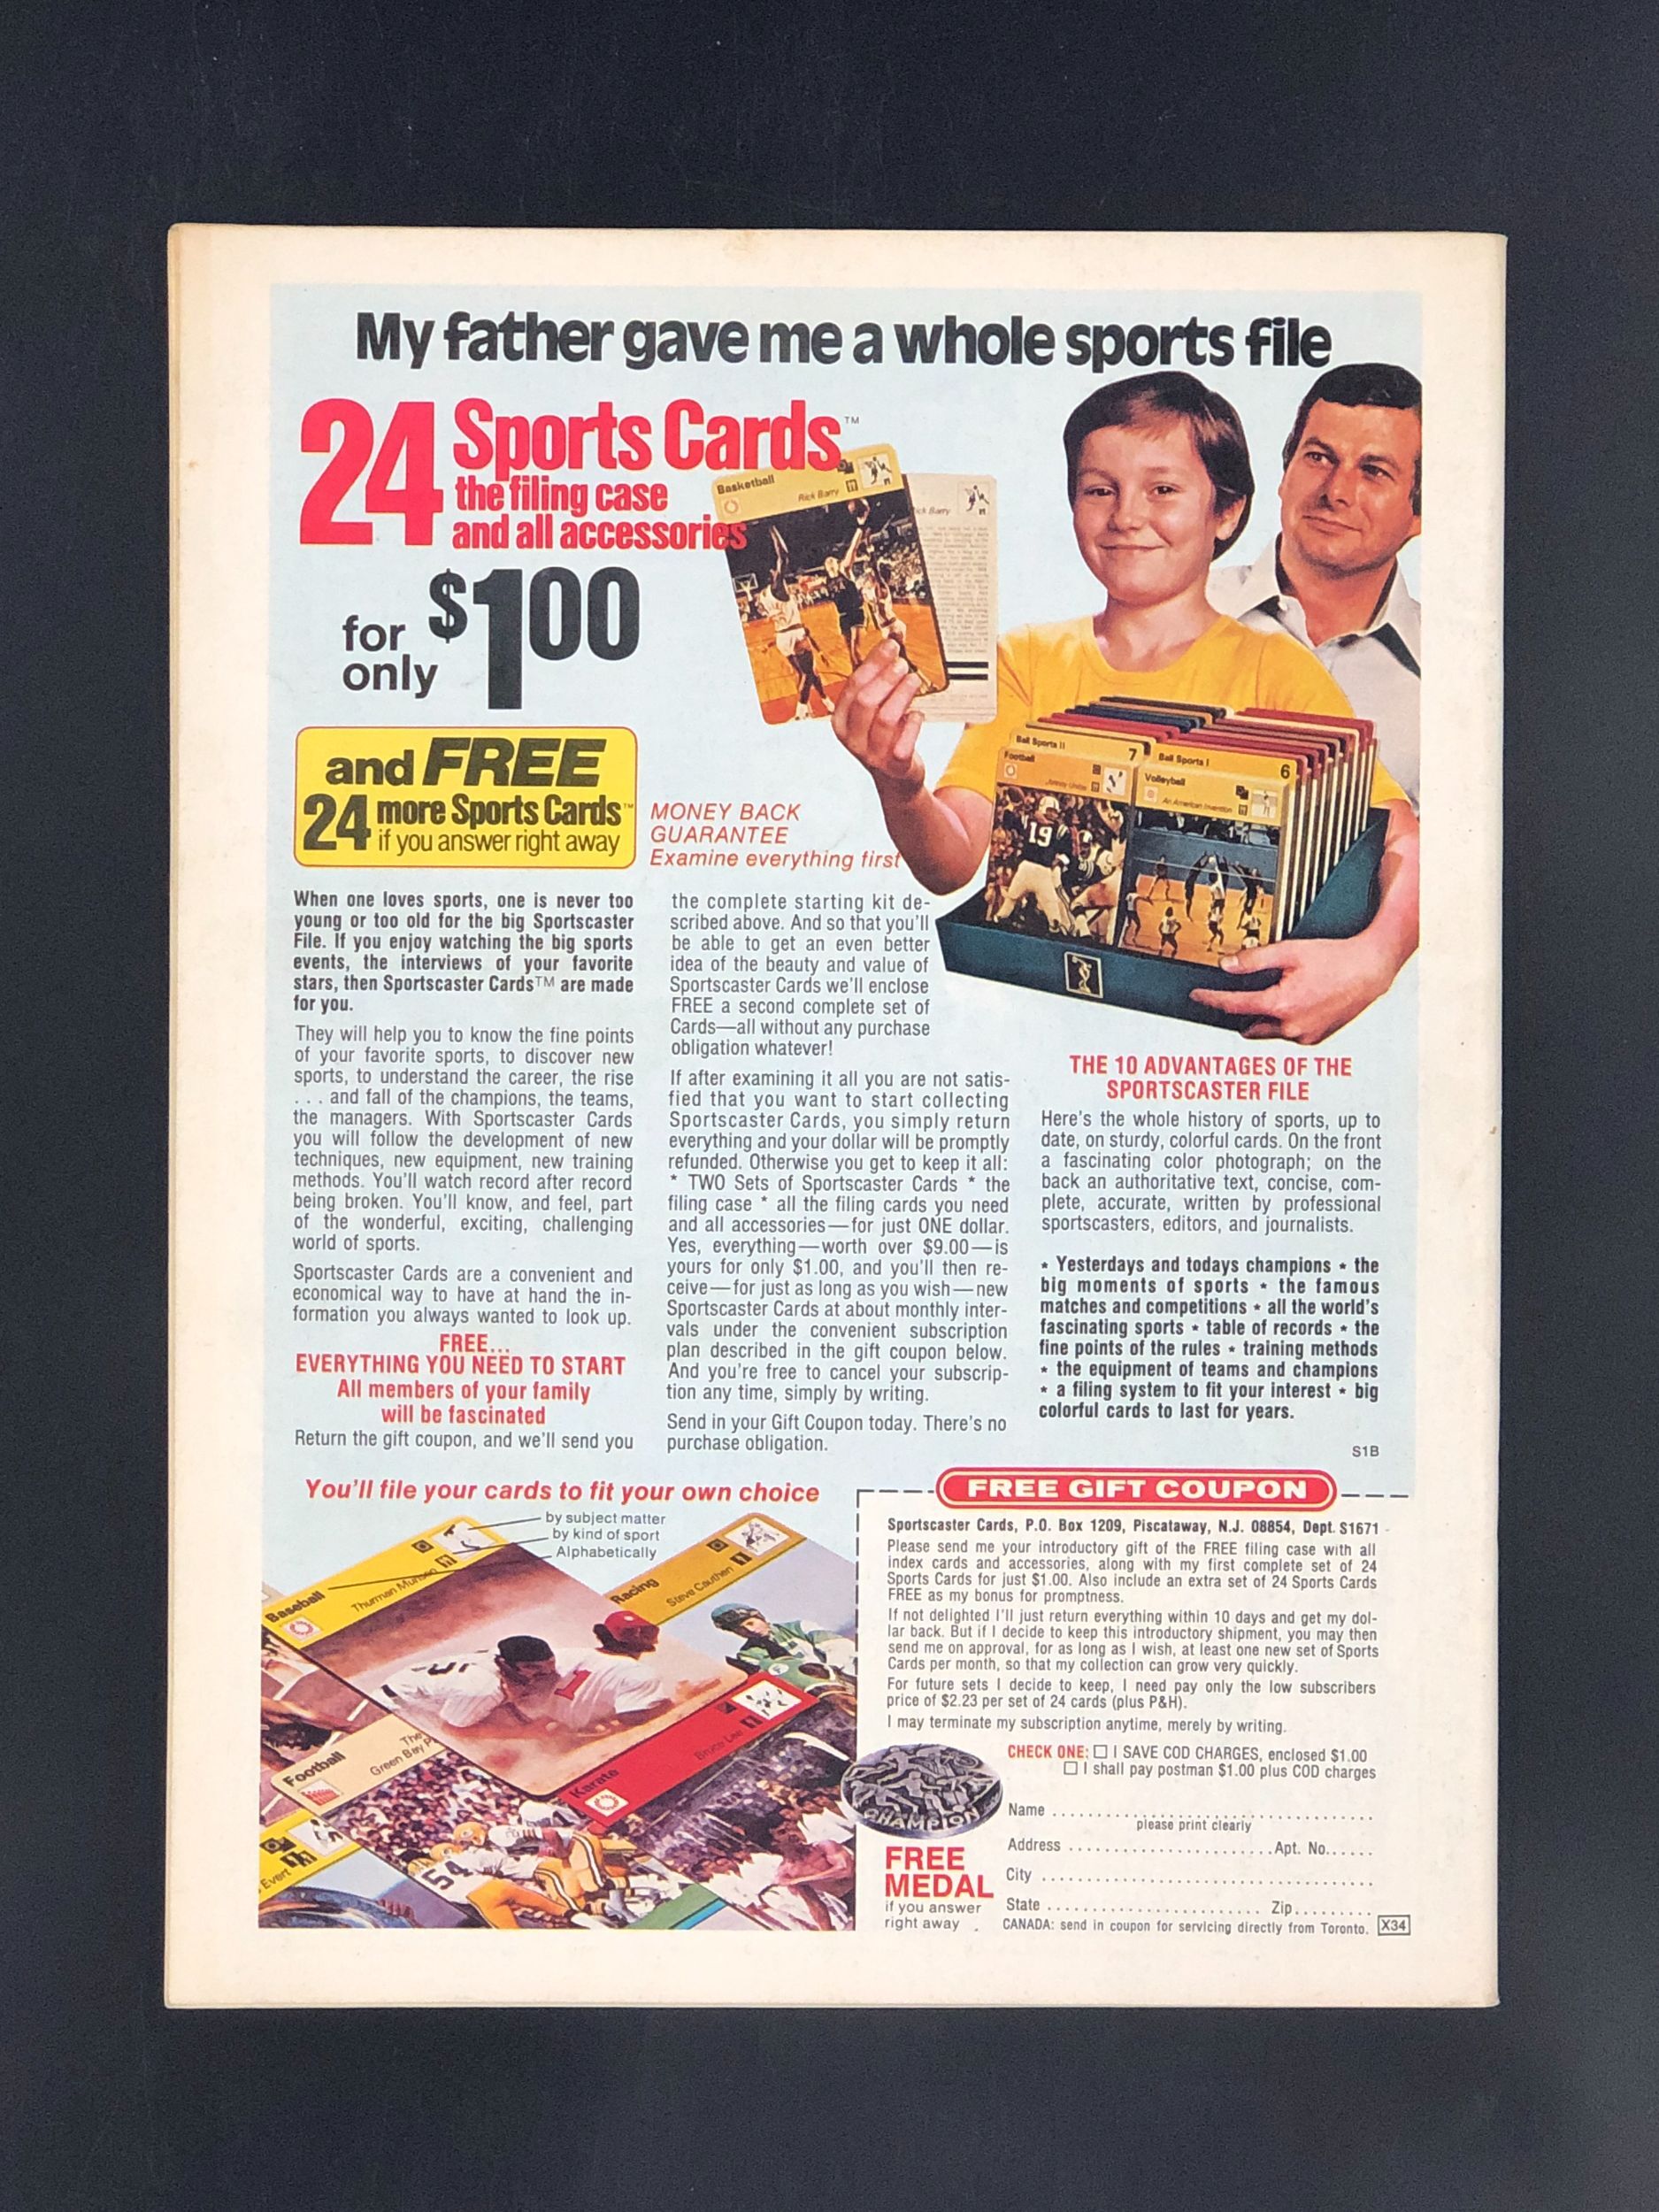 My father gave me a whole sports file
24 Sports Cards™
the filing case
and all accessories
for only $1.00
and FREE
24 more Sports Cards™
if you answer right away
MONEY BACK
GUARANTEE
Examine everything first
Basketball
Rick Barry
Rick Barry
Ball Sports II 7
Football
Ball Sports I 6
Volleyball
An American Invention
19
When one loves sports, one is never too
young or too old for the big Sportscaster
File. If you enjoy watching the big sports
events, the interviews of your favorite
stars, then Sportscaster Cards™ are made
for you.
They will help you to know the fine points
of your favorite sports, to discover new
sports, to understand the career, the rise
. . . and fall of the champions, the teams,
the managers. With Sportscaster Cards
you will follow the development of new
techniques, new equipment, new training
methods. You'll watch record after record
being broken. You'll know, and feel, part
of the wonderful, exciting, challenging
world of sports.
Sportscaster Cards are a convenient and
economical way to have at hand the in-
formation you always wanted to look up.
FREE...
EVERYTHING YOU NEED TO START
All members of your family
will be fascinated
Return the gift coupon, and we'll send you
the complete starting kit de-
scribed above. And so that you'll
be able to get an even better
idea of the beauty and value of
Sportscaster Cards we'll enclose
FREE a second complete set of
Cards—all without any purchase
obligation whatever!
If after examining it all you are not satis-
fied that you want to start collecting
Sportscaster Cards, you simply return
everything and your dollar will be promptly
refunded. Otherwise you get to keep it all:
* TWO Sets of Sportscaster Cards * the
filing case * all the filing cards you need
and all accessories—for just ONE dollar.
Yes, everything—worth over $9.00—is
yours for only $1.00, and you'll then re-
ceive—for just as long as you wish—new
Sportscaster Cards at about monthly inter-
vals under the convenient subscription
plan described in the gift coupon below.
And you're free to cancel your subscrip-
tion any time, simply by writing.
Send in your Gift Coupon today. There's no
purchase obligation.
THE 10 ADVANTAGES OF THE
SPORTSCASTER FILE
Here's the whole history of sports, up to
date, on sturdy, colorful cards. On the front
a fascinating color photograph; on the
back an authoritative text, concise, com-
plete, accurate, written by professional
sportscasters, editors, and journalists.
* Yesterdays and todays champions * the
big moments of sports * the famous
matches and competitions * all the world's
fascinating sports * table of records * the
fine points of the rules * training methods
* the equipment of teams and champions
* a filing system to fit your interest * big
colorful cards to last for years.
S1B
You'll file your cards to fit your own choice
by subject matter
by kind of sport
Alphabetically
Baseball
Thurman Munson
Racing
Steve Cauthen
Football
The
Green Bay P
Karate
Bruce Lee
Evert
54
1
FREE GIFT COUPON
Sportscaster Cards, P.O. Box 1209, Piscataway, N.J. 08854, Dept. S1671
Please send me your introductory gift of the FREE filing case with all
index cards and accessories, along with my first complete set of 24
Sports Cards for just $1.00. Also include an extra set of 24 Sports Cards
FREE as my bonus for promptness.
If not delighted I'll just return everything within 10 days and get my dol-
lar back. But if I decide to keep this introductory shipment, you may then
send me on approval, for as long as I wish, at least one new set of Sports
Cards per month, so that my collection can grow very quickly.
For future sets I decide to keep, I need pay only the low subscribers
price of $2.23 per set of 24 cards (plus P&H).
I may terminate my subscription anytime, merely by writing.
CHECK ONE: ☐ I SAVE COD CHARGES, enclosed $1.00
☐ I shall pay postman $1.00 plus COD charges
CHAMPION
FREE
MEDAL
if you answer
right away
Name ....................................
please print clearly
Address ....................... Apt. No......
City .....................................
State ........................ Zip.........
CANADA: send in coupon for servicing directly from Toronto. X34